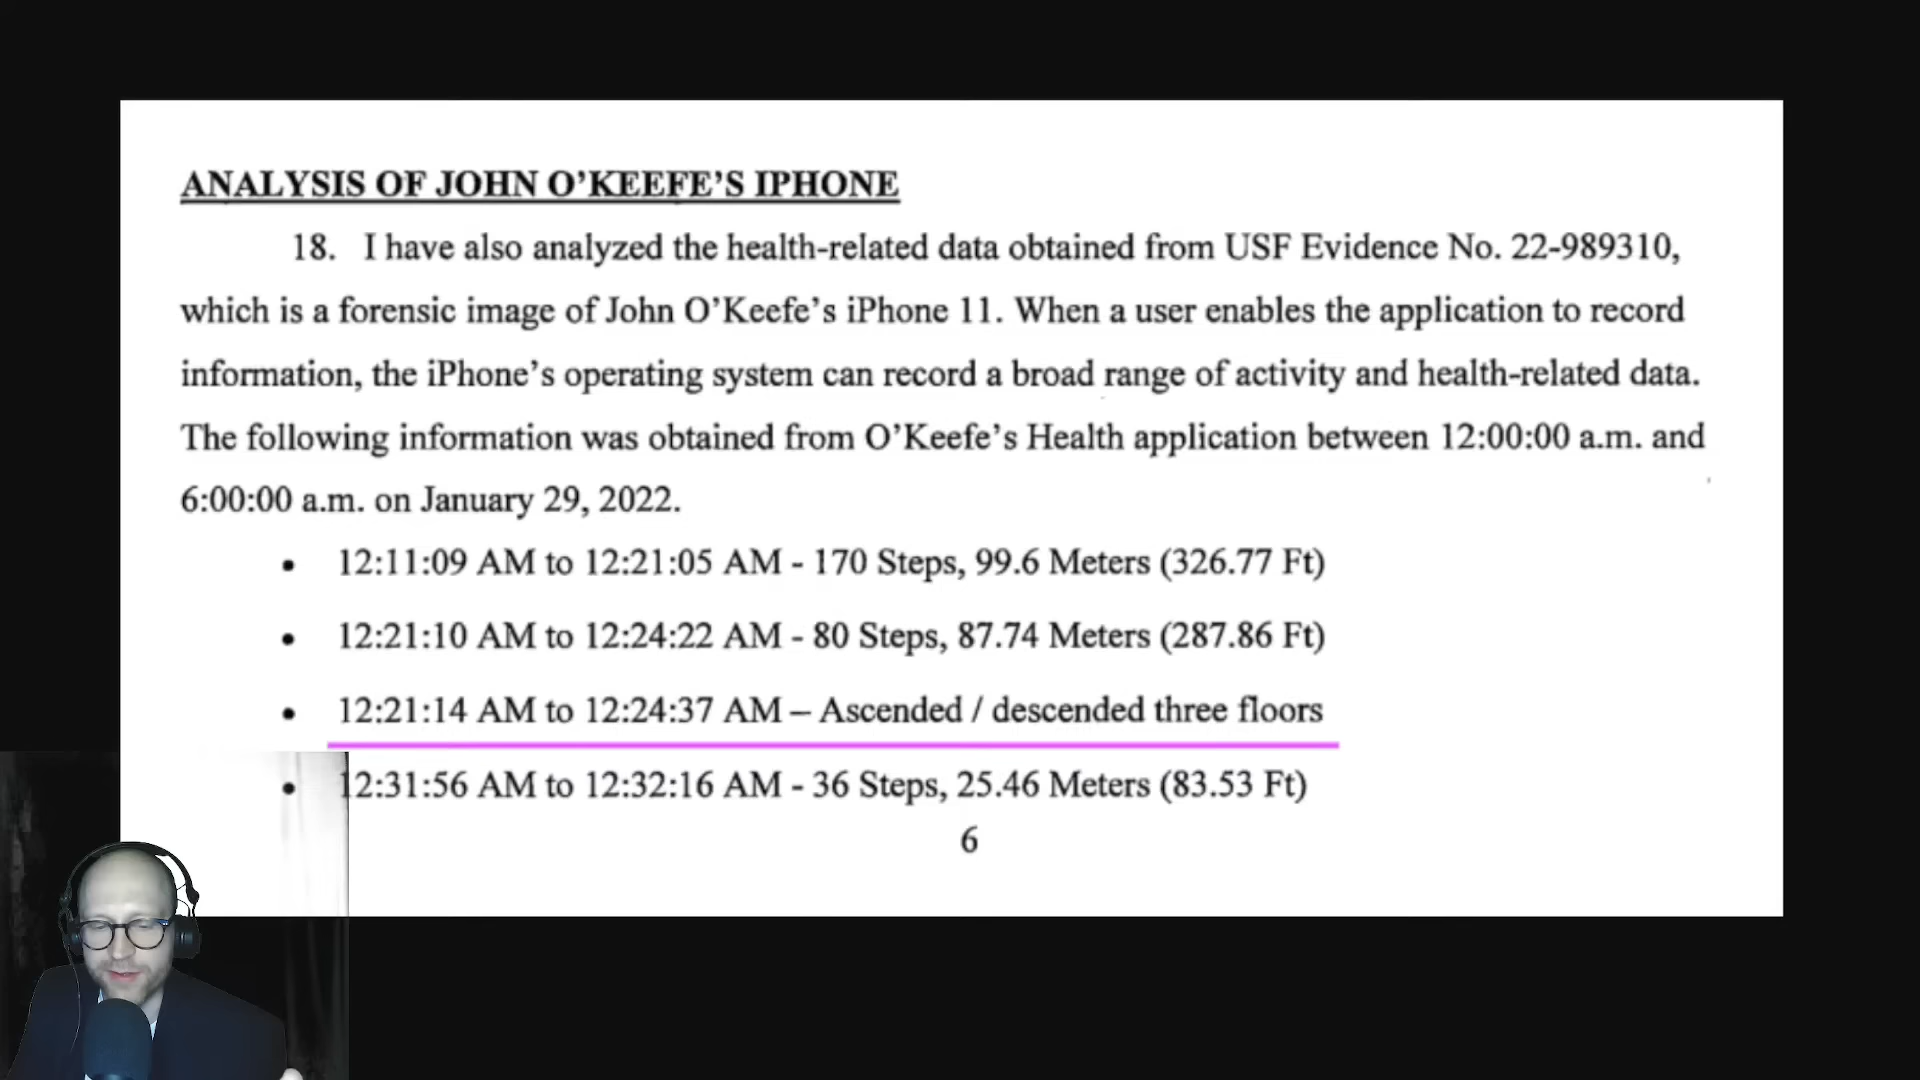 ANALYSIS OF JOHN O’KEEFE’S IPHONE
18. I have also analyzed the health-related data obtained from USF Evidence No. 22-989310,
which is a forensic image of John O’Keefe’s iPhone 11. When a user enables the application to record
information, the iPhone’s operating system can record a broad range of activity and health-related data.
The following information was obtained from O’Keefe’s Health application between 12:00:00 a.m. and
6:00:00 a.m. on January 29, 2022.
• 12:11:09 AM to 12:21:05 AM - 170 Steps, 99.6 Meters (326.77 Ft)
• 12:21:10 AM to 12:24:22 AM - 80 Steps, 87.74 Meters (287.86 Ft)
• 12:21:14 AM to 12:24:37 AM – Ascended / descended three floors
• 12:31:56 AM to 12:32:16 AM - 36 Steps, 25.46 Meters (83.53 Ft)
6